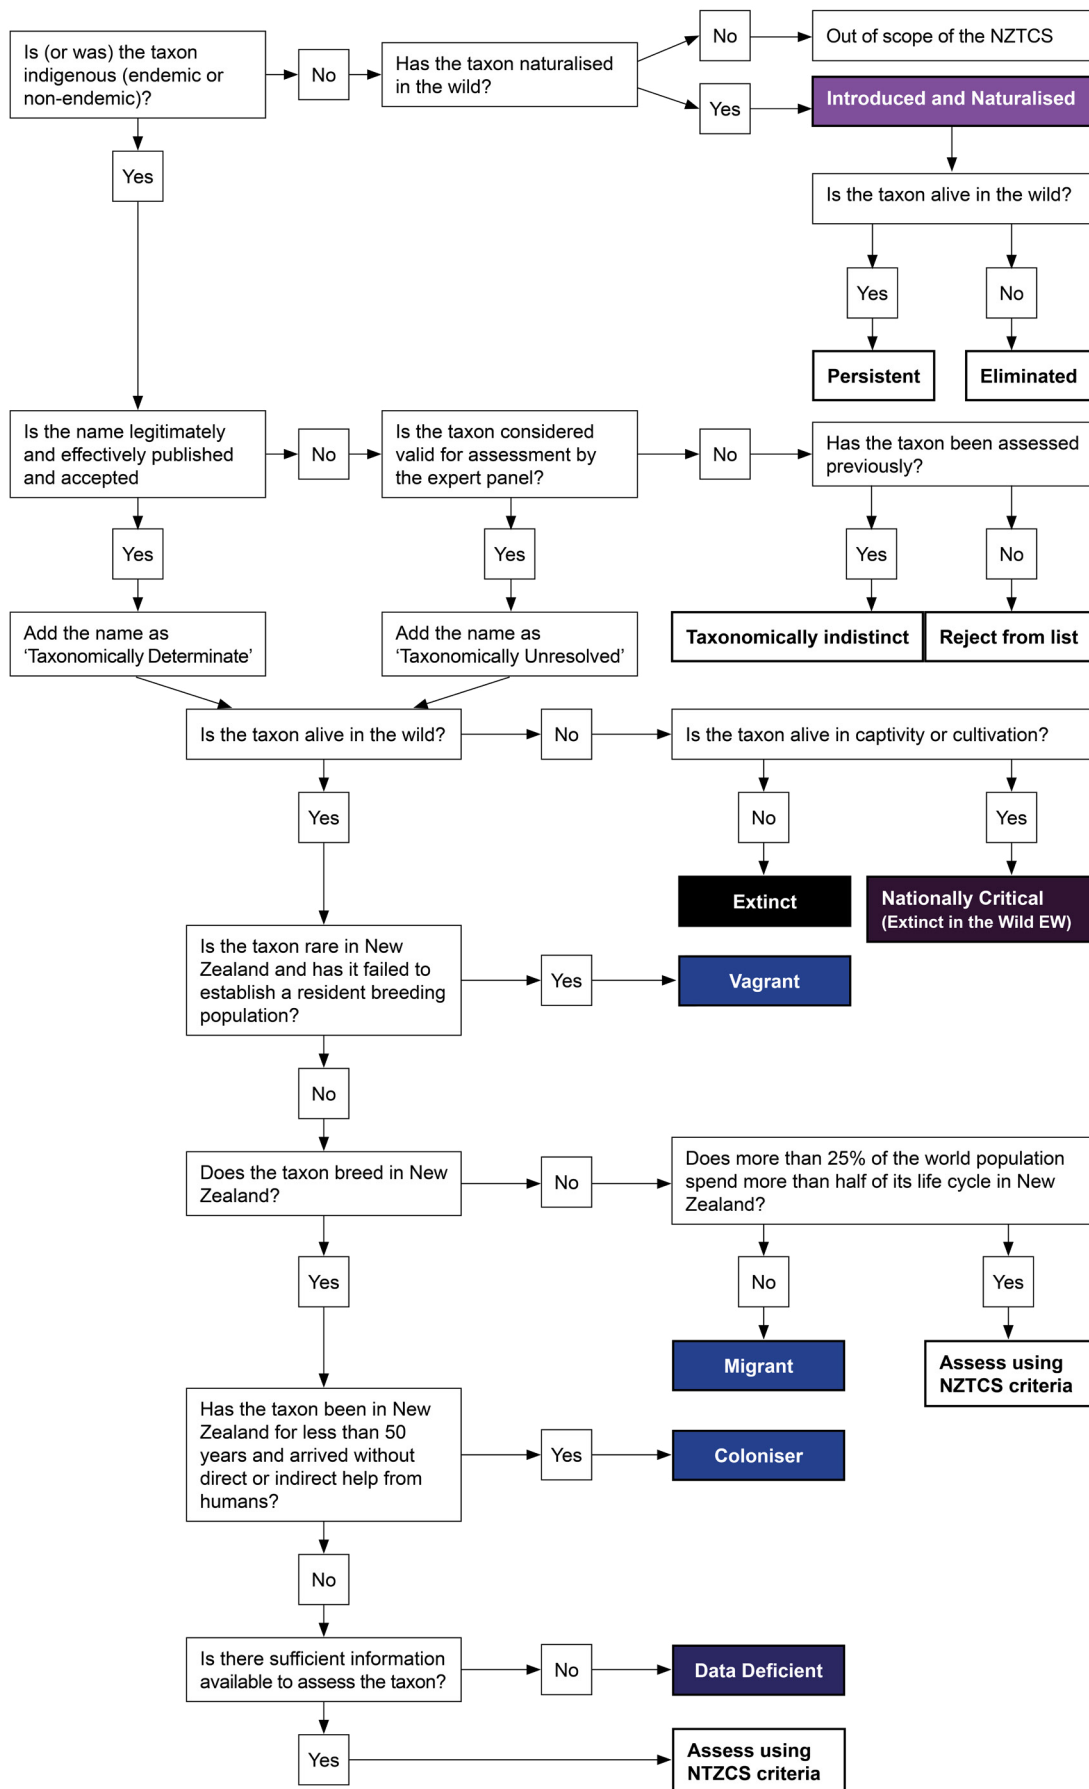 Is (or was) the taxon
indigenous (endemic or
non-endemic)?
No
Has the taxon naturalised
in the wild?
No
Out of scope of the NZTCS
Yes
Introduced and Naturalised
Yes
Is the taxon alive in the wild?
Yes
No
Persistent
Eliminated
Is the name legitimately
and effectively published
and accepted
No
Is the taxon considered
valid for assessment by
the expert panel?
No
Has the taxon been assessed
previously?
Yes
Yes
Yes
No
Add the name as
‘Taxonomically Determinate’
Add the name as
‘Taxonomically Unresolved’
Taxonomically indistinct
Reject from list
Is the taxon alive in the wild?
No
Is the taxon alive in captivity or cultivation?
Yes
No
Yes
Extinct
Nationally Critical
(Extinct in the Wild EW)
Is the taxon rare in New
Zealand and has it failed to
establish a resident breeding
population?
Yes
Vagrant
No
Does the taxon breed in New
Zealand?
No
Does more than 25% of the world population
spend more than half of its life cycle in New
Zealand?
Yes
No
Yes
Migrant
Assess using
NZTCS criteria
Has the taxon been in New
Zealand for less than 50
years and arrived without
direct or indirect help from
humans?
Yes
Coloniser
No
Is there sufficient information
available to assess the taxon?
No
Data Deficient
Yes
Assess using
NTZCS criteria